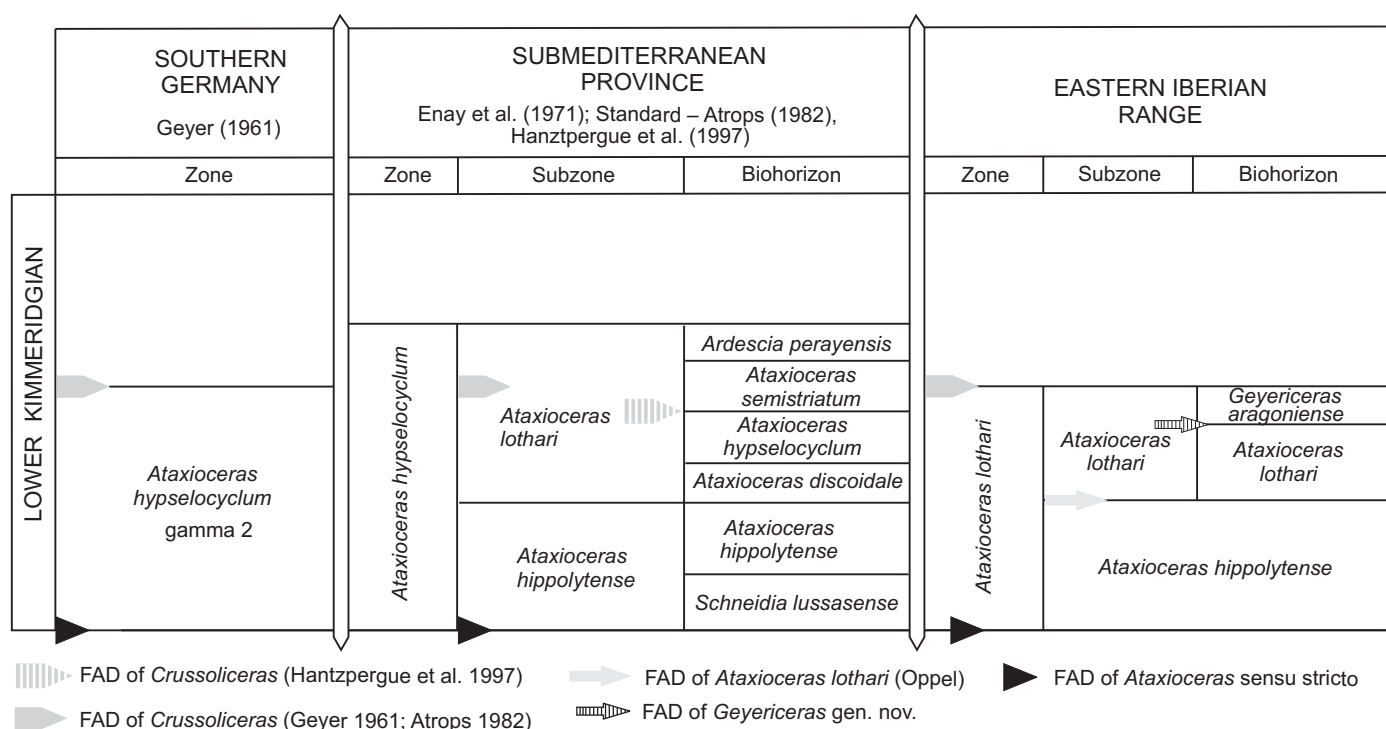 SOUTHERN
GERMANY
Geyer (1961)
SUBMEDITERRANEAN
PROVINCE
Enay et al. (1971); Standard – Atrops (1982),
Hanztpergue et al. (1997)
EASTERN IBERIAN
RANGE
Zone
Zone
Subzone
Biohorizon
Zone
Subzone
Biohorizon
LOWER KIMMERIDGIAN
Ataxioceras
hypselocyclum
gamma 2
Ataxioceras hypselocyclum
Ataxioceras
lothari
Ataxioceras
hippolytense
Ardescia perayensis
Ataxioceras
semistriatum
Ataxioceras
hypselocyclum
Ataxioceras discoidale
Ataxioceras
hippolytense
Schneidia lussasense
Ataxioceras lothari
Ataxioceras
lothari
Geyericeras
aragoniense
Ataxioceras
lothari
Ataxioceras hippolytense
FAD of Crussoliceras (Hantzpergue et al. 1997)
FAD of Ataxioceras lothari (Oppel)
FAD of Ataxioceras sensu stricto
FAD of Crussoliceras (Geyer 1961; Atrops 1982)
FAD of Geyericeras gen. nov.